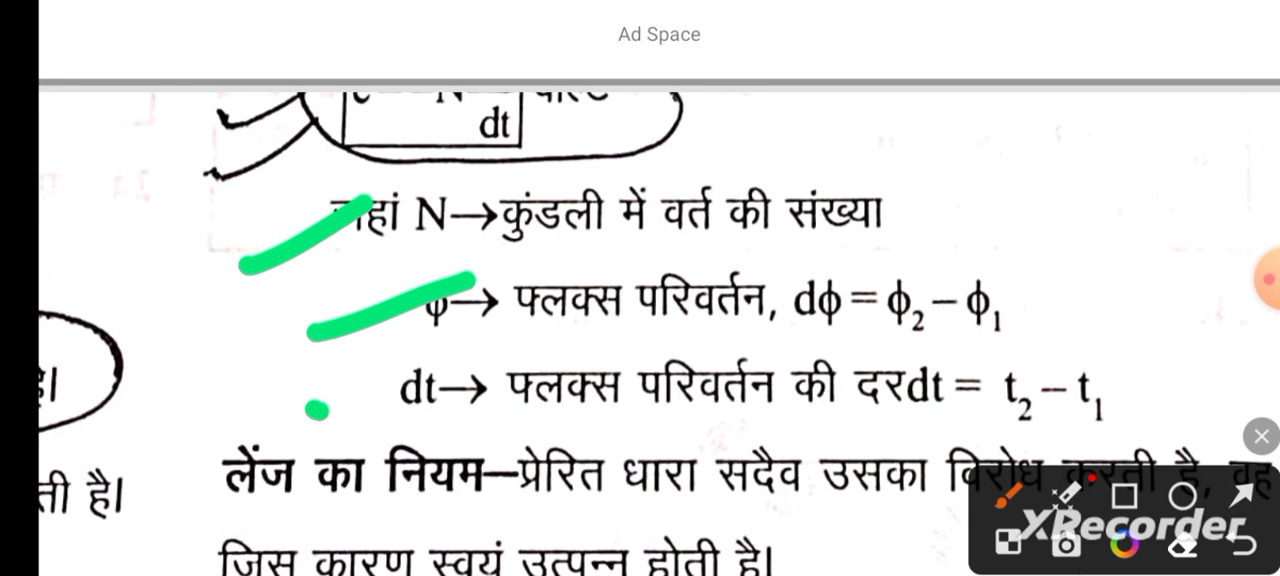 Ad Space
dt
N→कुंडली में वर्त की संख्या
φ→ फ्लक्स परिवर्तन, dϕ = ϕ₂ – ϕ₁
dt→ फ्लक्स परिवर्तन की दरdt = t₂ – t₁
है।
लेंज का नियम–प्रेरित धारा सदैव उसका विरोध करती है, वह
ती है।
जिस कारण स्वयं उत्पन्न होती है।
XRecorder